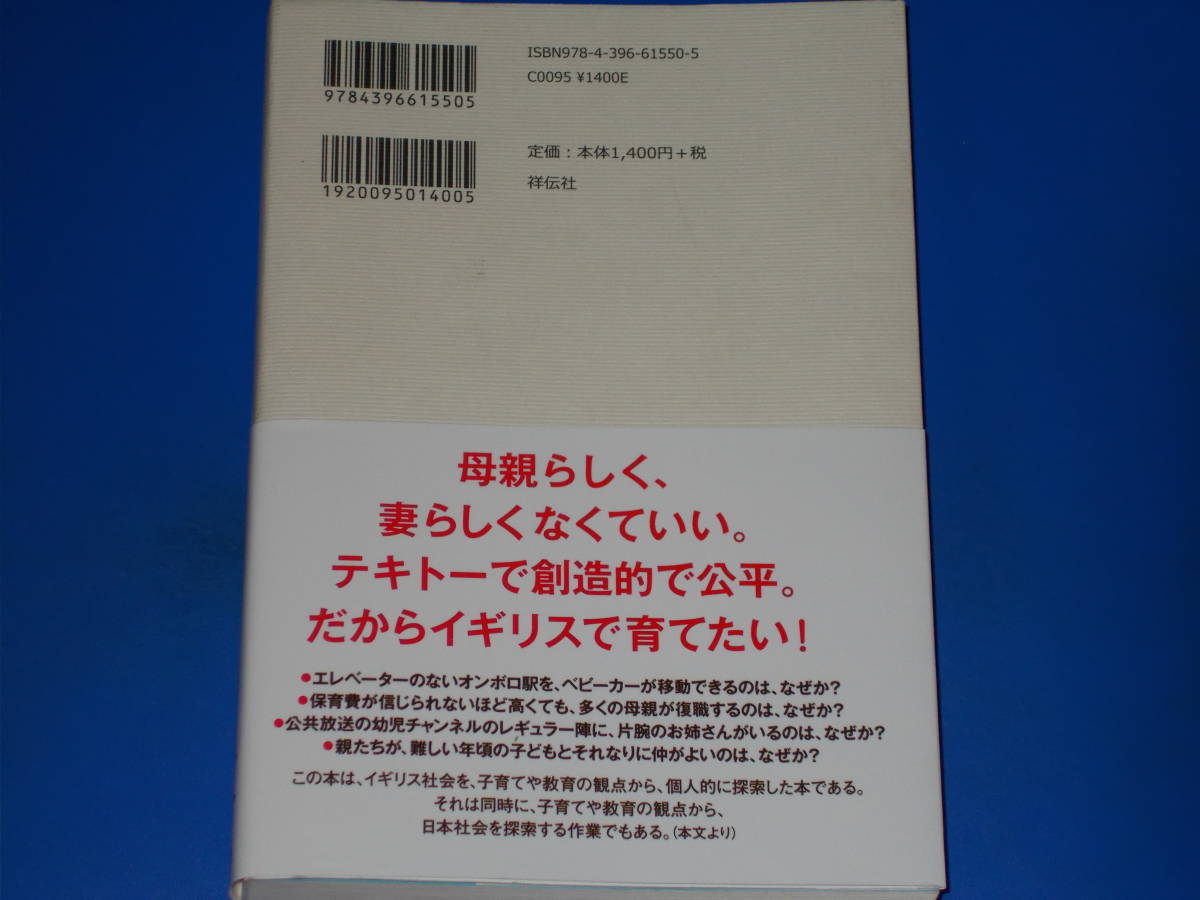 ISBN978-4-396-61550-5
C0095 ¥1400E
9784396615505
定価：本体1,400円＋税
祥伝社
1920095014005
母親らしく、
妻らしくなくていい。
テキトーで創造的で公平。
だからイギリスで育てたい！
●エレベーターのないオンボロ駅を、ベビーカーが移動できるのは、なぜか？
●保育費が信じられないほど高くても、多くの母親が復職するのは、なぜか？
●公共放送の幼児チャンネルのレギュラー陣に、片腕のお姉さんがいるのは、なぜか？
●親たちが、難しい年頃の子どもとそれなりに仲がよいのは、なぜか？
この本は、イギリス社会を、子育てや教育の観点から、個人的に探索した本である。
それは同時に、子育てや教育の観点から、
日本社会を探索する作業でもある。（本文より）